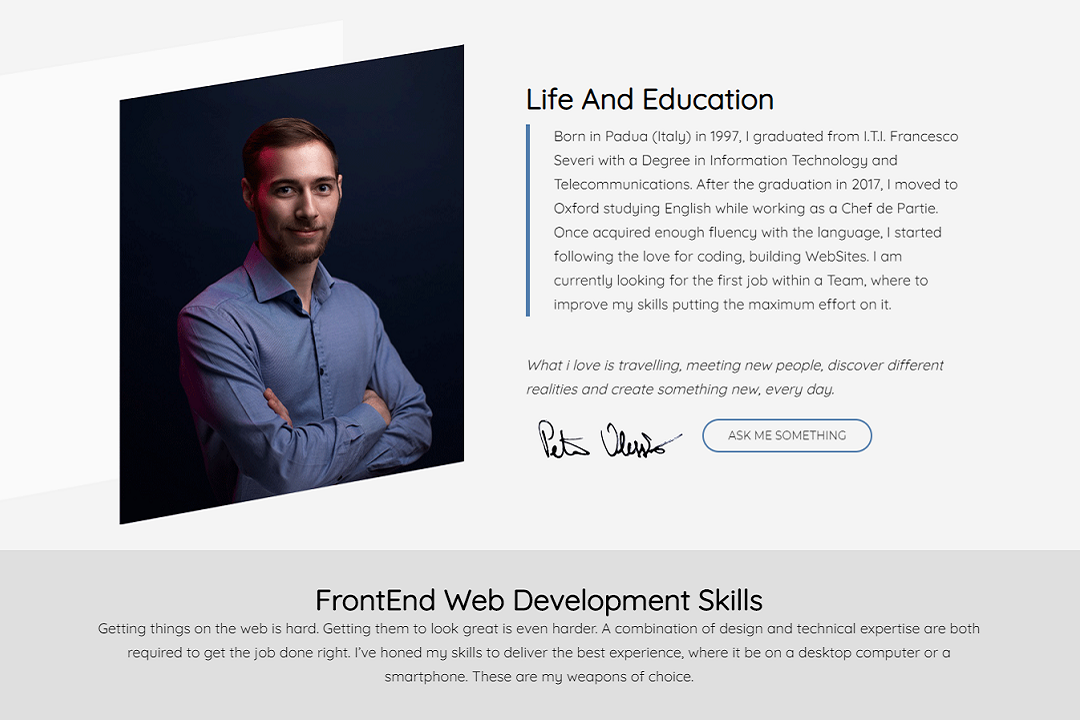 Life And Education
Born in Padua (Italy) in 1997, I graduated from I.T.I. Francesco
Severi with a Degree in Information Technology and
Telecommunications. After the graduation in 2017, I moved to
Oxford studying English while working as a Chef de Partie.
Once acquired enough fluency with the language, I started
following the love for coding, building WebSites. I am
currently looking for the first job within a Team, where to
improve my skills putting the maximum effort on it.
What i love is travelling, meeting new people, discover different
realities and create something new, every day.
ASK ME SOMETHING
FrontEnd Web Development Skills
Getting things on the web is hard. Getting them to look great is even harder. A combination of design and technical expertise are both
required to get the job done right. I've honed my skills to deliver the best experience, where it be on a desktop computer or a
smartphone. These are my weapons of choice.